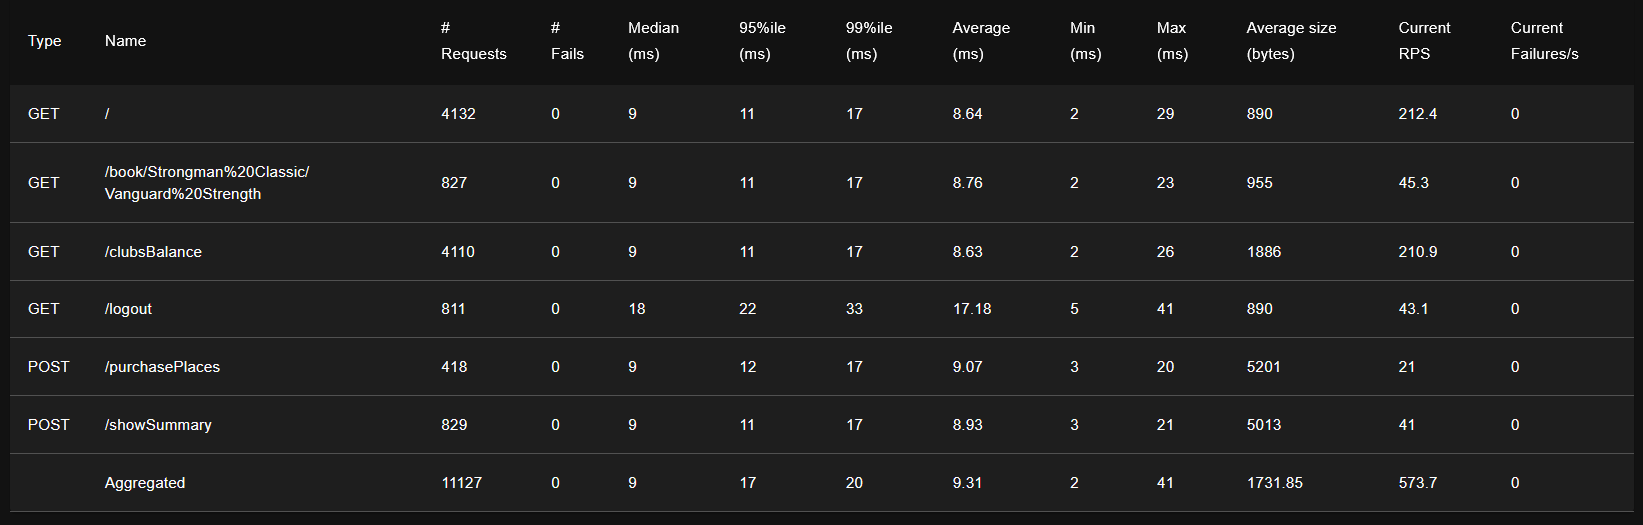 Type Name # Requests # Fails Median (ms) 95%ile (ms) 99%ile (ms) Average (ms) Min (ms) Max (ms) Average size (bytes) Current RPS Current Failures/s
GET / 4132 0 9 11 17 8.64 2 29 890 212.4 0
GET /book/Strongman%20Classic/Vanguard%20Strength 827 0 9 11 17 8.76 2 23 955 45.3 0
GET /clubsBalance 4110 0 9 11 17 8.63 2 26 1886 210.9 0
GET /logout 811 0 18 22 33 17.18 5 41 890 43.1 0
POST /purchasePlaces 418 0 9 12 17 9.07 3 20 5201 21 0
POST /showSummary 829 0 9 11 17 8.93 3 21 5013 41 0
Aggregated 11127 0 9 17 20 9.31 2 41 1731.85 573.7 0